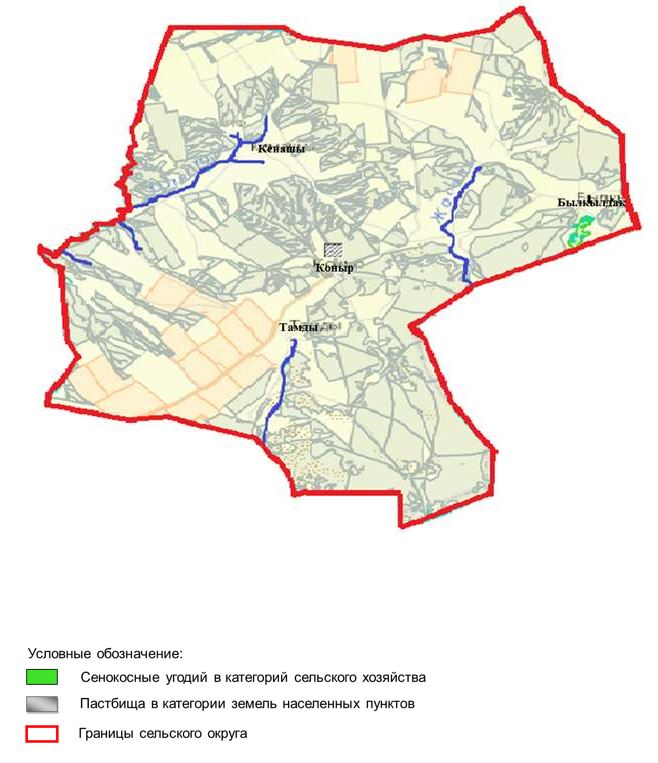 Кенащы
Былкылдак
Коныр
Тамды
Условные обозначение:
Сенокосные угодий в категорий сельского хозяйства
Пастбища в категории земель населенных пунктов
Границы сельского округа